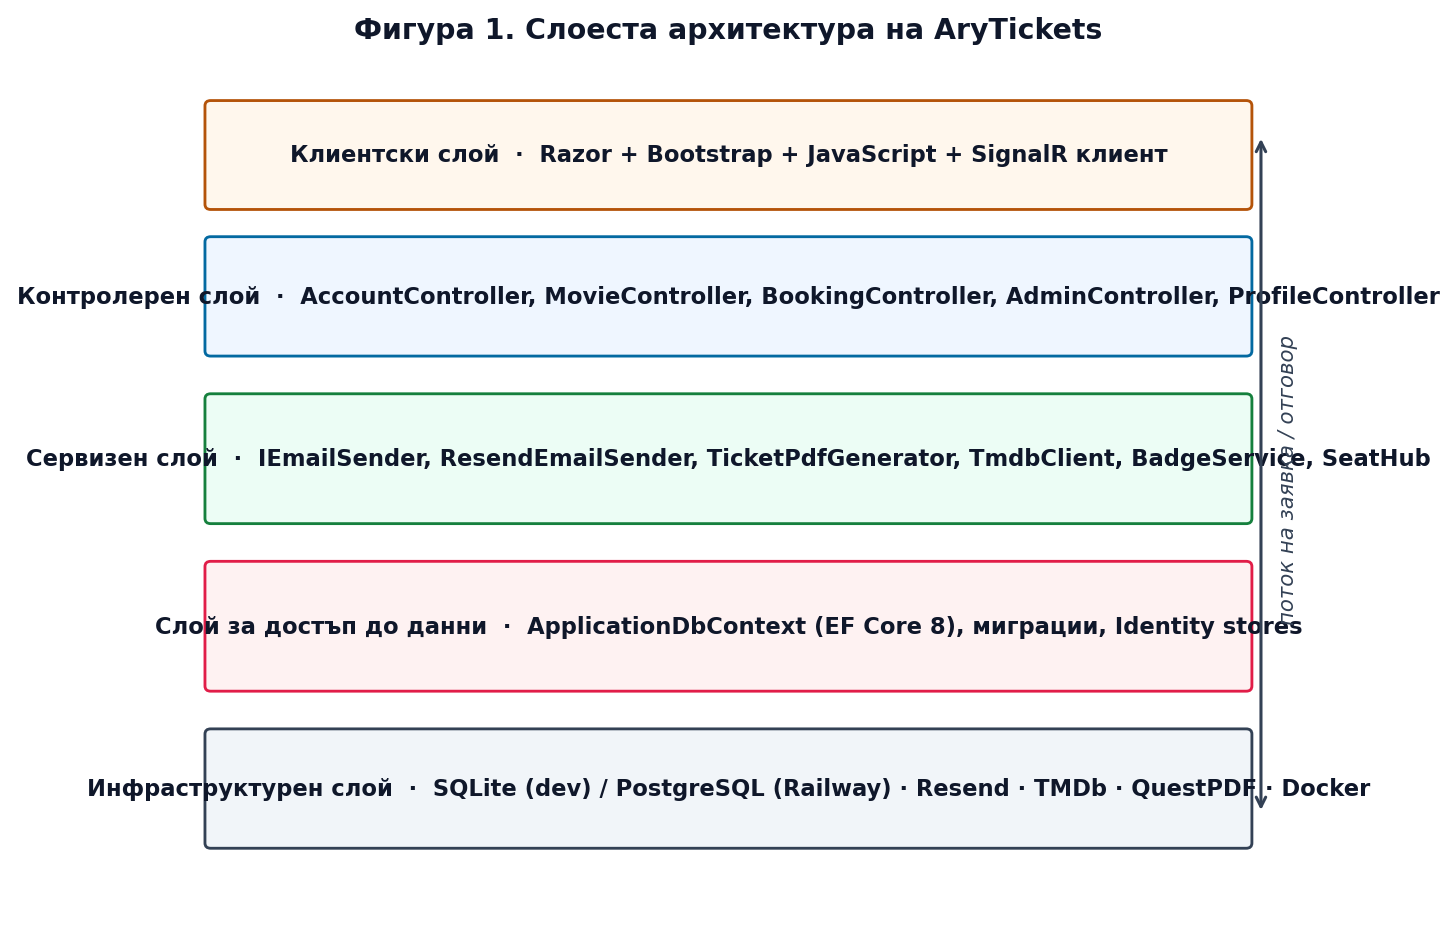 Фигура 1. Слоеста архитектура на AryTickets
Клиентски слой · Razor + Bootstrap + JavaScript + SignalR клиент
Контролерен слой · AccountController, MovieController, BookingController, AdminController, ProfileController
Сервизен слой · IEmailSender, ResendEmailSender, TicketPdfGenerator, TmdbClient, BadgeService, SeatHub
Слой за достъп до данни · ApplicationDbContext (EF Core 8), миграции, Identity stores
Инфраструктурен слой · SQLite (dev) / PostgreSQL (Railway) · Resend · TMDb · QuestPDF · Docker
поток на заявка / отговор